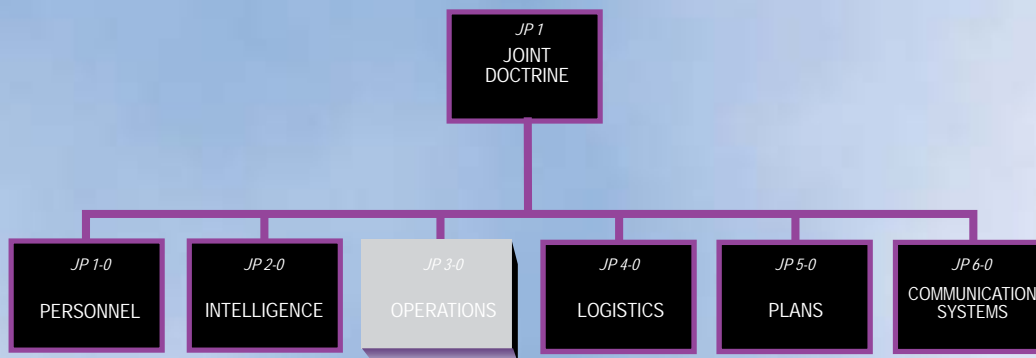 JP 1
JOINT
DOCTRINE
JP 1-0
PERSONNEL
JP 2-0
INTELLIGENCE
JP 3-0
OPERATIONS
JP 4-0
LOGISTICS
JP 5-0
PLANS
JP 6-0
COMMUNICATION
SYSTEMS